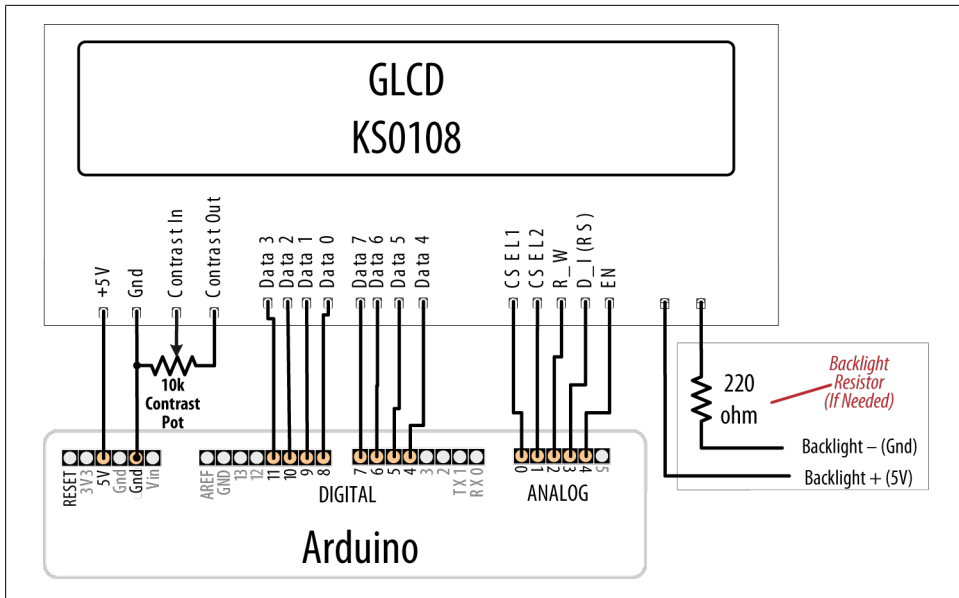 GLCD
KS0108
+5V
Gnd
Contrast In
Contrast Out
Data 3
Data 2
Data 1
Data 0
Data 7
Data 6
Data 5
Data 4
CSEL1
CSEL2
R_W
D_I (RS)
EN
10k
Contrast
Pot
220
ohm
Backlight
Resistor
(If Needed)
Backlight – (Gnd)
Backlight + (5V)
RESET
3V3
5V
Gnd
Gnd
Vin
AREF
GND
13
12
11
10
9
8
7
6
5
4
3
2
TX 1
RX 0
DIGITAL
0
1
2
3
4
5
ANALOG
Arduino